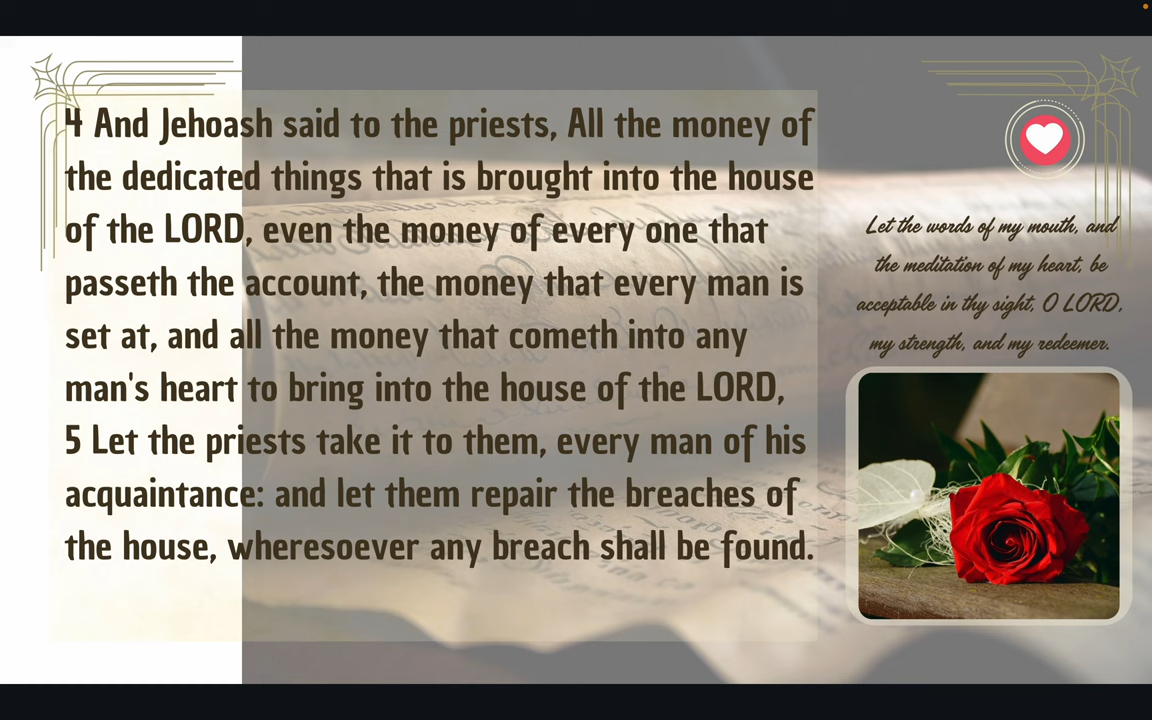 4 And Jehoash said to the priests, All the money of
the dedicated things that is brought into the house
of the LORD, even the money of every one that
passeth the account, the money that every man is
set at, and all the money that cometh into any
man's heart to bring into the house of the LORD,
5 Let the priests take it to them, every man of his
acquaintance: and let them repair the breaches of
the house, wheresoever any breach shall be found.
Let the words of my mouth, and
the meditation of my heart, be
acceptable in thy sight, O LORD,
my strength, and my redeemer.